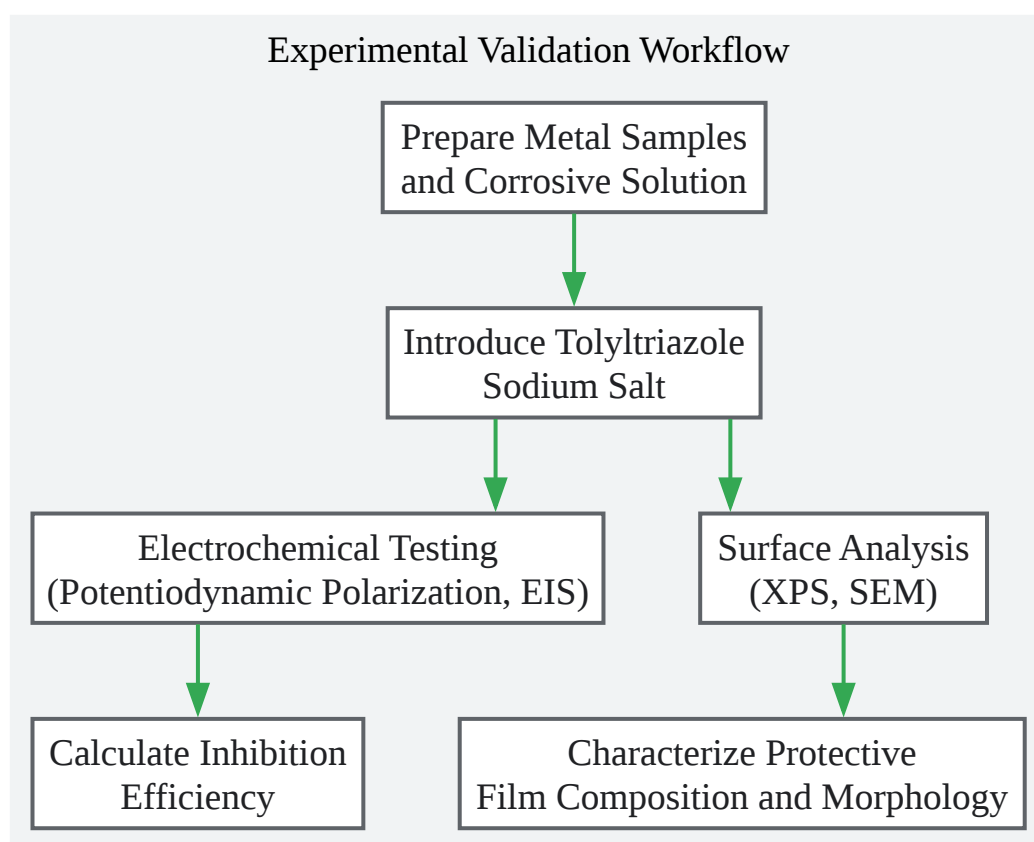 Experimental Validation Workflow
Prepare Metal Samples
and Corrosive Solution
Introduce Tolyltriazole
Sodium Salt
Electrochemical Testing
(Potentiodynamic Polarization, EIS)
Surface Analysis
(XPS, SEM)
Calculate Inhibition
Efficiency
Characterize Protective
Film Composition and Morphology